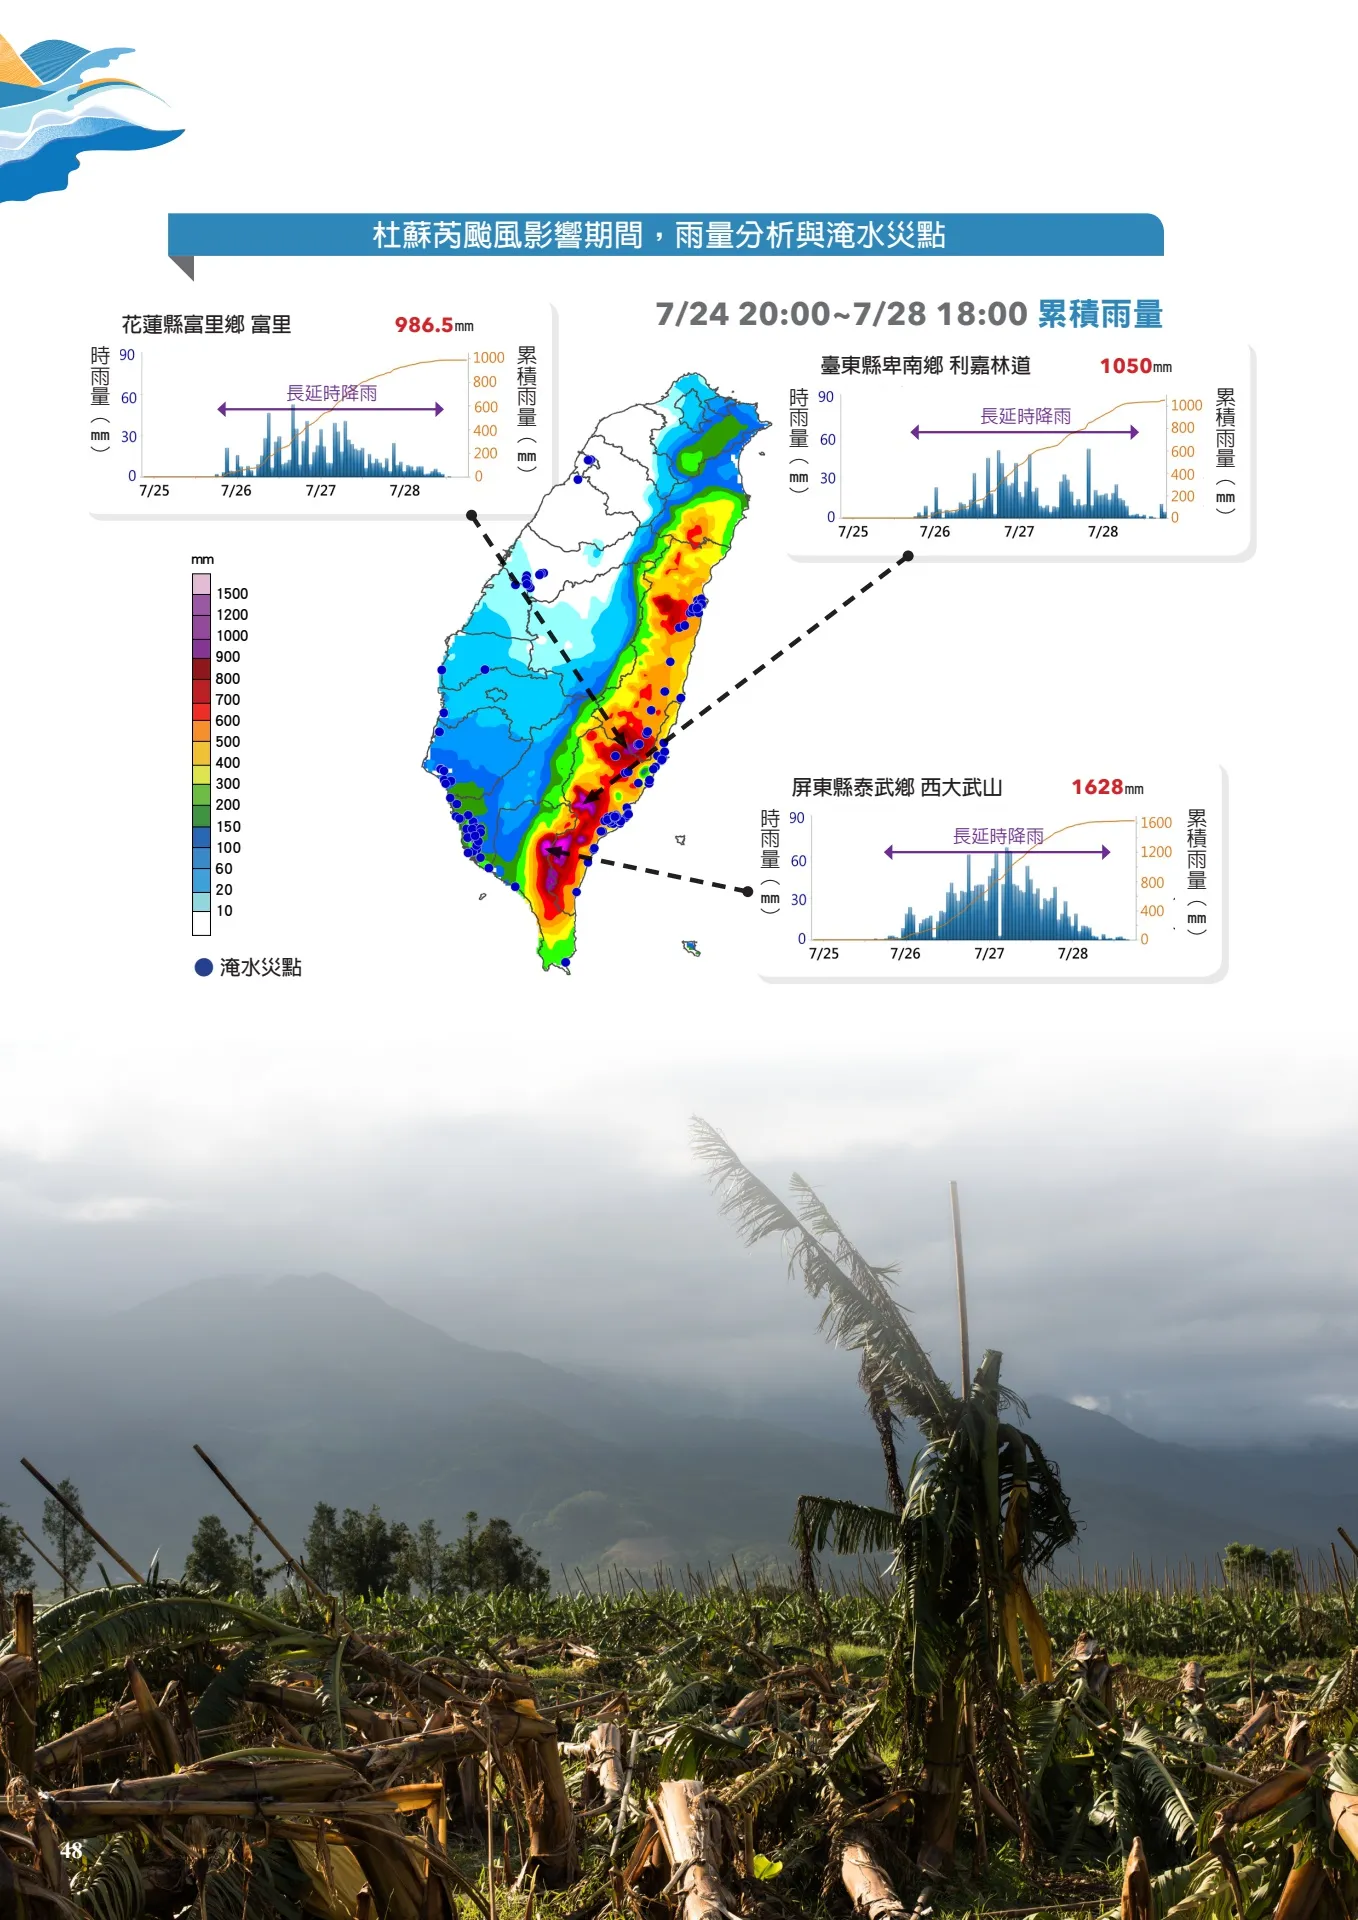 杜蘇芮颱風影響期間，雨量分析與淹水災點
7/24 20:00~7/28 18:00 累積雨量
花蓮縣富里鄉 富里 986.5mm
時雨量（mm）
90
60
30
0
長延時降雨
1000
800
600
400
200
0
累積雨量（mm）
7/25 7/26 7/27 7/28
臺東縣卑南鄉 利嘉林道 1050mm
時雨量（mm）
90
60
30
0
長延時降雨
1000
800
600
400
200
0
累積雨量（mm）
7/25 7/26 7/27 7/28
mm
1500
1200
1000
900
800
700
600
500
400
300
200
150
100
60
20
10
淹水災點
屏東縣泰武鄉 西大武山 1628mm
時雨量（mm）
90
60
30
0
長延時降雨
1600
1200
800
400
0
累積雨量（mm）
7/25 7/26 7/27 7/28
48